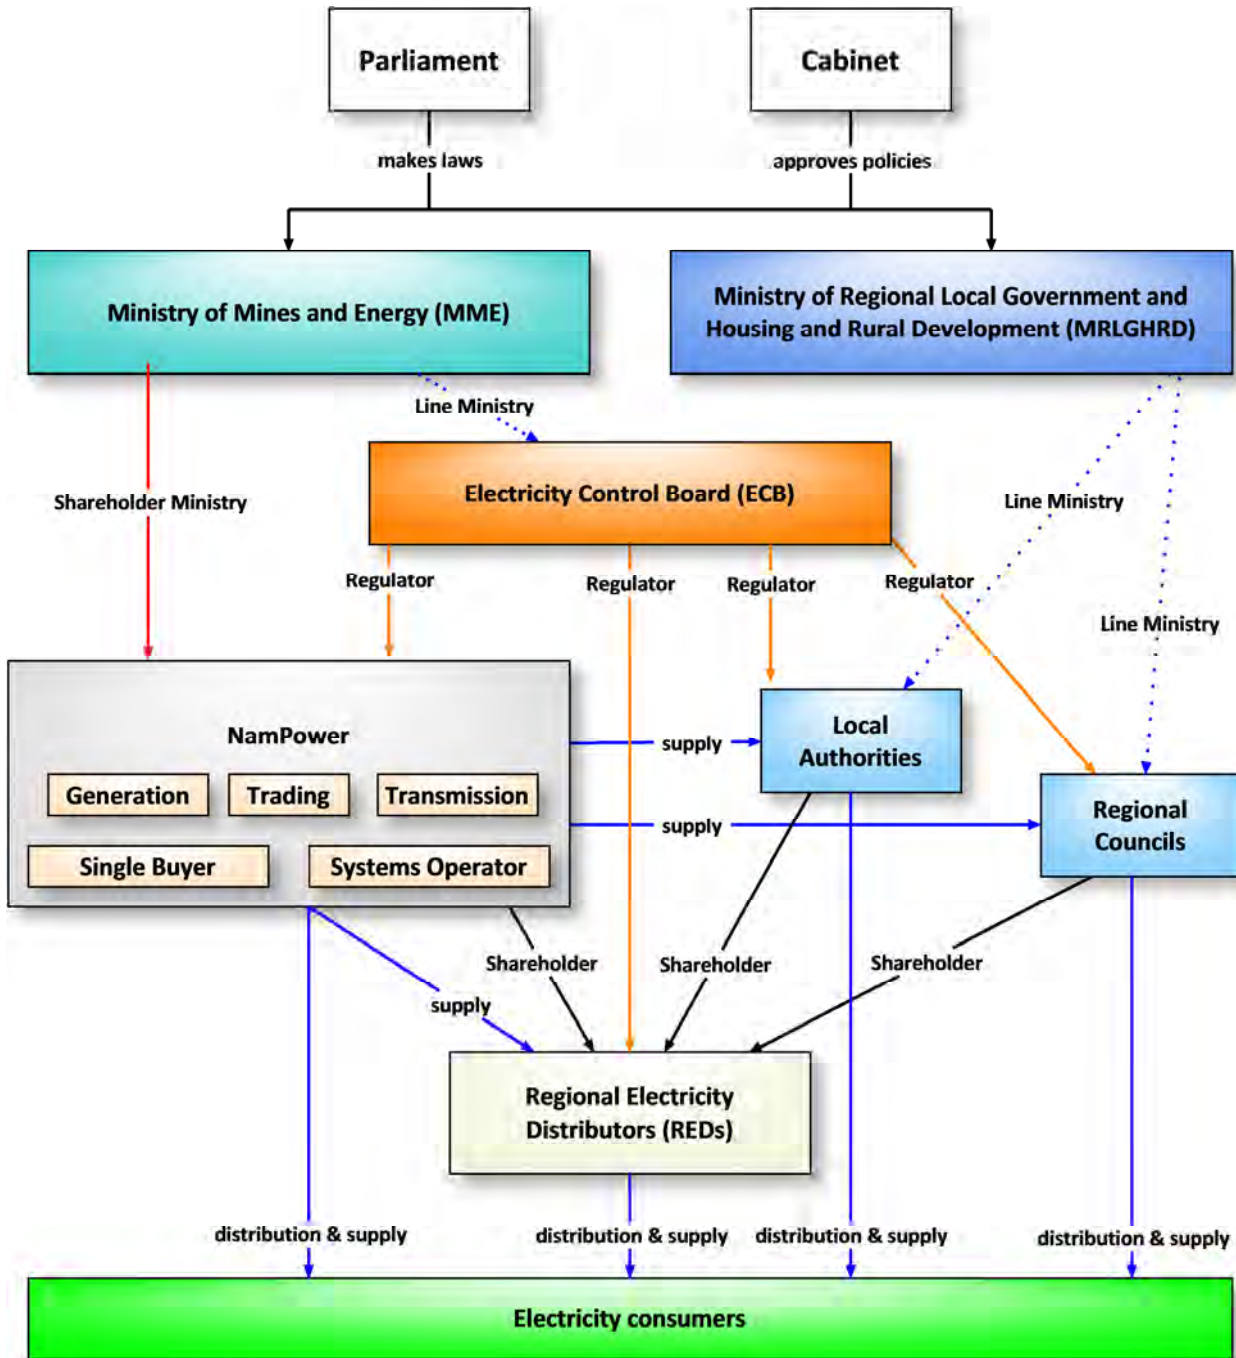 Parliament
Cabinet
makes laws
approves policies
Ministry of Mines and Energy (MME)
Ministry of Regional Local Government and
Housing and Rural Development (MRLGHRD)
Line Ministry
Electricity Control Board (ECB)
Shareholder Ministry
Line Ministry
Regulator
Regulator
Regulator
Regulator
Line Ministry
NamPower
Generation
Trading
Transmission
Single Buyer
Systems Operator
supply
Local
Authorities
supply
Regional
Councils
Shareholder
Shareholder
Shareholder
supply
Regional Electricity
Distributors (REDs)
distribution & supply
distribution & supply
distribution & supply
distribution & supply
Electricity consumers